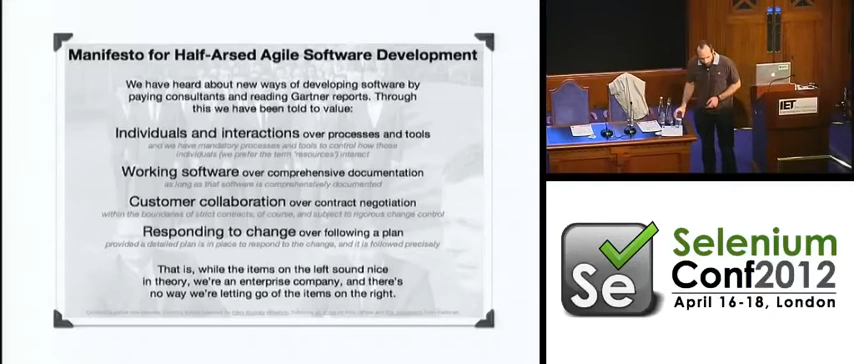 Manifesto for Half-Arsed Agile Software Development
We have heard about new ways of developing software by
paying consultants and reading Gartner reports. Through
this we have been told to value:
Individuals and interactions over processes and tools
and we have mandatory processes and tools to control how those
individuals (we prefer the term 'resources') interact
Working software over comprehensive documentation
as long as that software is comprehensively documented
Customer collaboration over contract negotiation
within the boundaries of strict contracts, of course, and subject to rigorous change control
Responding to change over following a plan
provided a detailed plan is in place to respond to the change, and it is followed precisely
That is, while the items on the left sound nice
in theory, we're an enterprise company, and there's
no way we're letting go of the items on the right.
IET
Se
Selenium
Conf2012
April 16-18, London